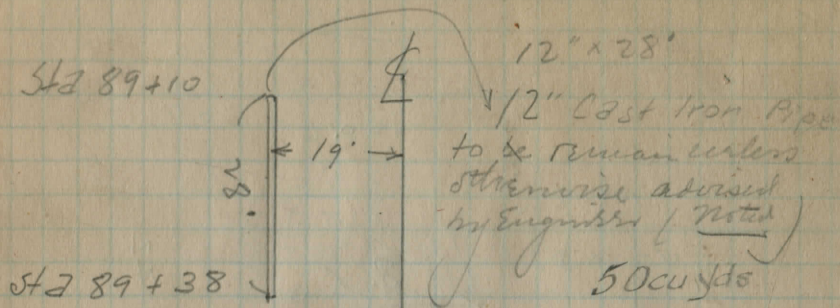 Sta 89+10
℄
12" x 28'
12" Cast Iron Pipe
19'
to be remain unless
otherwise advised
by Engineer (Noted)
Sta 89+38
50 cu yds